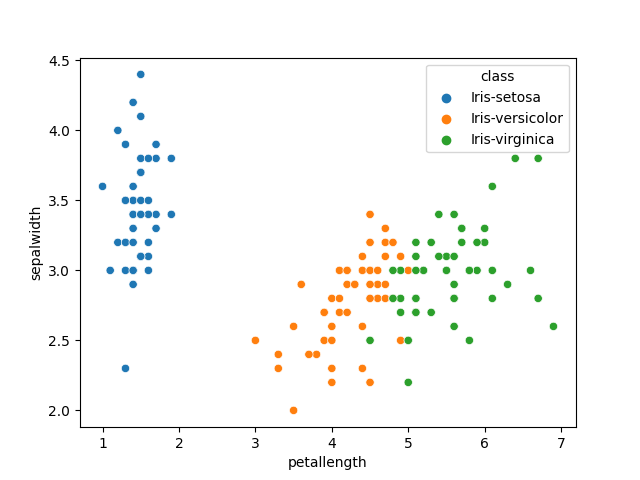 4.5
4.0
3.5
3.0
2.5
2.0
sepalwidth
class
Iris-setosa
Iris-versicolor
Iris-virginica
1 2 3 4 5 6 7
petallength